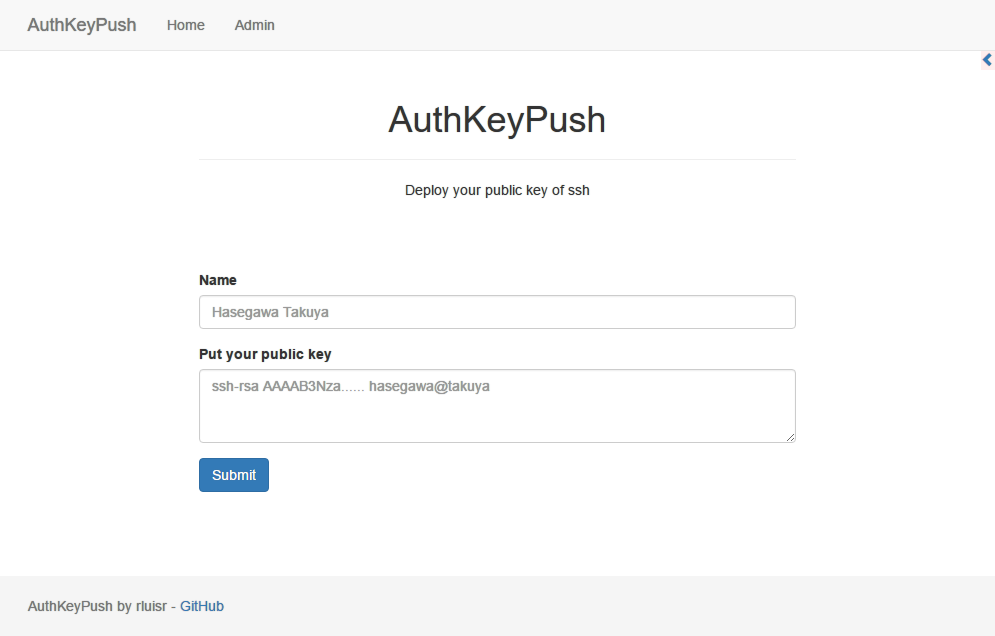 AuthKeyPush Home Admin
AuthKeyPush
Deploy your public key of ssh
Name
Hasegawa Takuya
Put your public key
ssh-rsa AAAAB3Nza...... hasegawa@takuya
Submit
AuthKeyPush by rluisr - GitHub